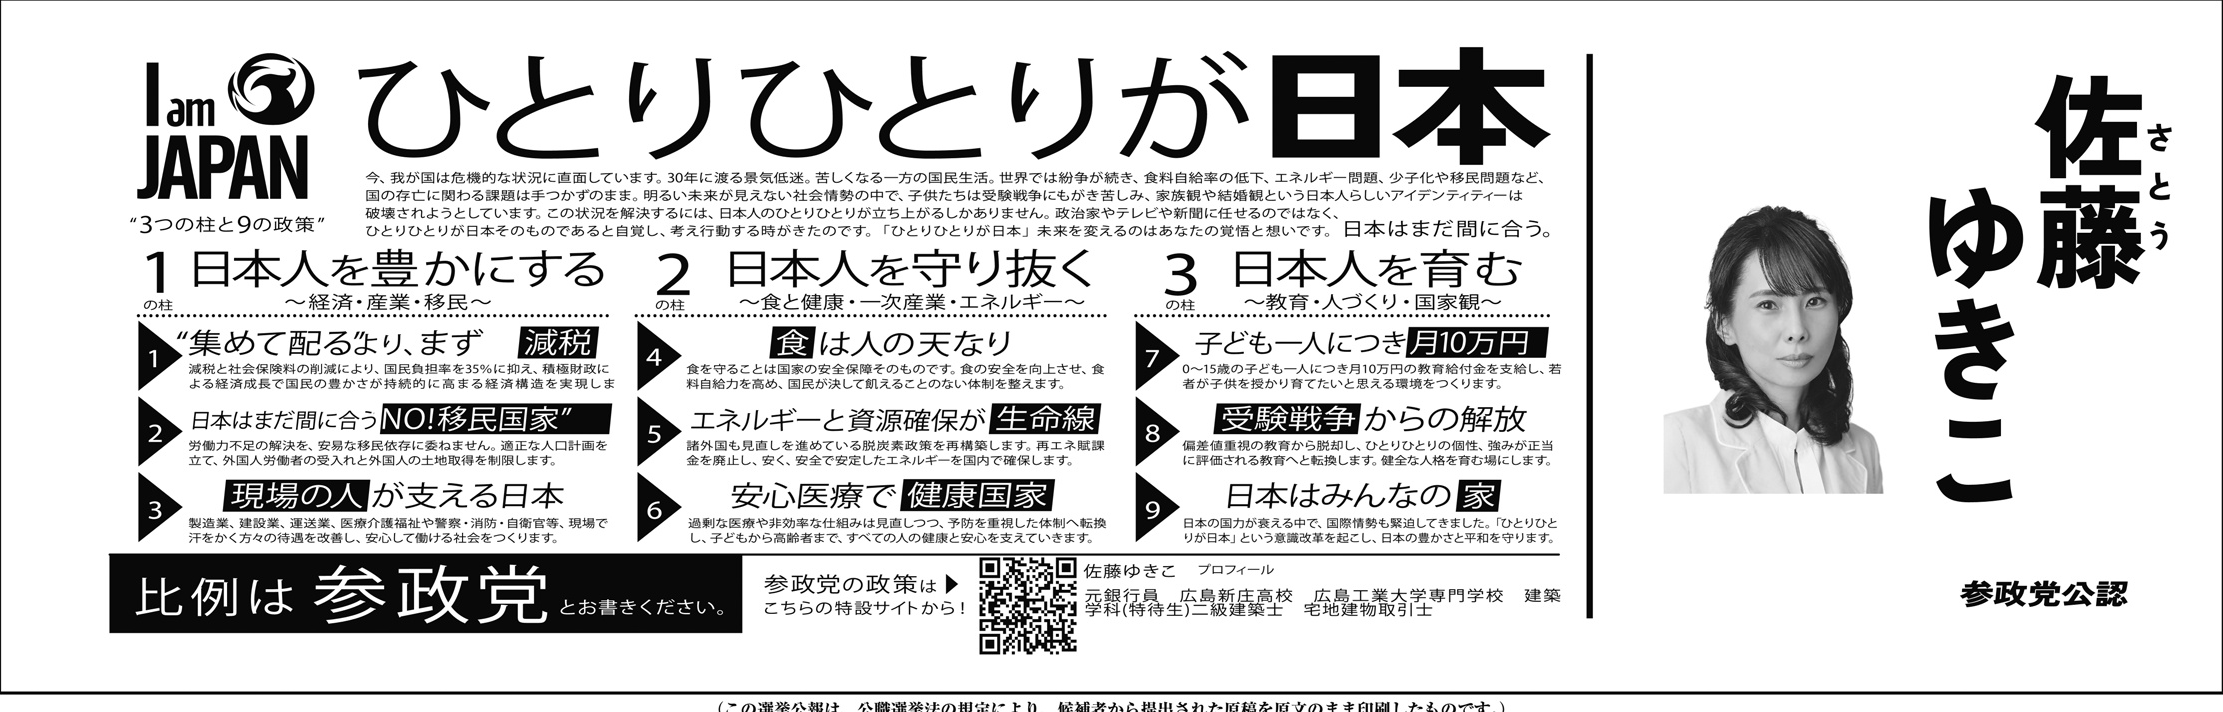 佐藤
さとう
ゆきこ
参政党公認
I am
JAPAN
“3つの柱と9の政策”
ひとりひとりが日本
今、我が国は危機的な状況に直面しています。30年に渡る景気低迷。苦しくなる一方の国民生活。世界では紛争が続き、食料自給率の低下、エネルギー問題、少子化や移民問題など、
国の存亡に関わる課題は手つかずのまま。明るい未来が見えない社会情勢の中で、子供たちは受験戦争にもがき苦しみ、家族観や結婚観という日本人らしいアイデンティティーは
破壊されようとしています。この状況を解決するには、日本人のひとりひとりが立ち上がるしかありません。政治家やテレビや新聞に任せるのではなく、
ひとりひとりが日本そのものであると自覚し、考え行動する時がきたのです。「ひとりひとりが日本」未来を変えるのはあなたの覚悟と想いです。 日本はまだ間に合う。
1の柱 日本人を豊かにする
～経済・産業・移民～
1 “集めて配る”より、まず 減税
減税と社会保険料の削減により、国民負担率を35%に抑え、積極財政に
よる経済成長で国民の豊かさが持続的に高まる経済構造を実現しま
2 日本はまだ間に合うNO!移民国家”
労働力不足の解決を、安易な移民依存に委ねません。適正な人口計画を
立て、外国人労働者の受入れと外国人の土地取得を制限します。
3 現場の人が支える日本
製造業、建設業、運送業、医療介護福祉や警察・消防・自衛官等、現場で
汗をかく方々の待遇を改善し、安心して働ける社会をつくります。
2の柱 日本人を守り抜く
～食と健康・一次産業・エネルギー～
4 食は人の天なり
食を守ることは国家の安全保障そのものです。食の安全を向上させ、食
料自給力を高め、国民が決して飢えることのない体制を整えます。
5 エネルギーと資源確保が生命線
諸外国も見直しを進めている脱炭素政策を再構築します。再エネ賦課
金を廃止し、安く、安全で安定したエネルギーを国内で確保します。
6 安心医療で健康国家
過剰な医療や非効率な仕組みは見直しつつ、予防を重視した体制へ転換
し、子どもから高齢者まで、すべての人の健康と安心を支えていきます。
3の柱 日本人を育む
～教育・人づくり・国家観～
7 子ども一人につき月10万円
0～15歳の子ども一人につき月10万円の教育給付金を支給し、若
者が子供を授かり育てたいと思える環境をつくります。
8 受験戦争からの解放
偏差値重視の教育から脱却し、ひとりひとりの個性、強みが正当
に評価される教育へと転換します。健全な人格を育む場にします。
9 日本はみんなの家
日本の国力が衰える中で、国際情勢も緊迫してきました。「ひとりひと
りが日本」という意識改革を起こし、日本の豊かさと平和を守ります。
比例は 参政党 とお書きください。
参政党の政策は
こちらの特設サイトから！
佐藤ゆきこ プロフィール
元銀行員 広島新庄高校 広島工業大学専門学校 建築
学科(特待生)二級建築士 宅地建物取引士
（この選挙公報は、公職選挙法の規定により、候補者から提出された原稿を原文のまま印刷したものです。）